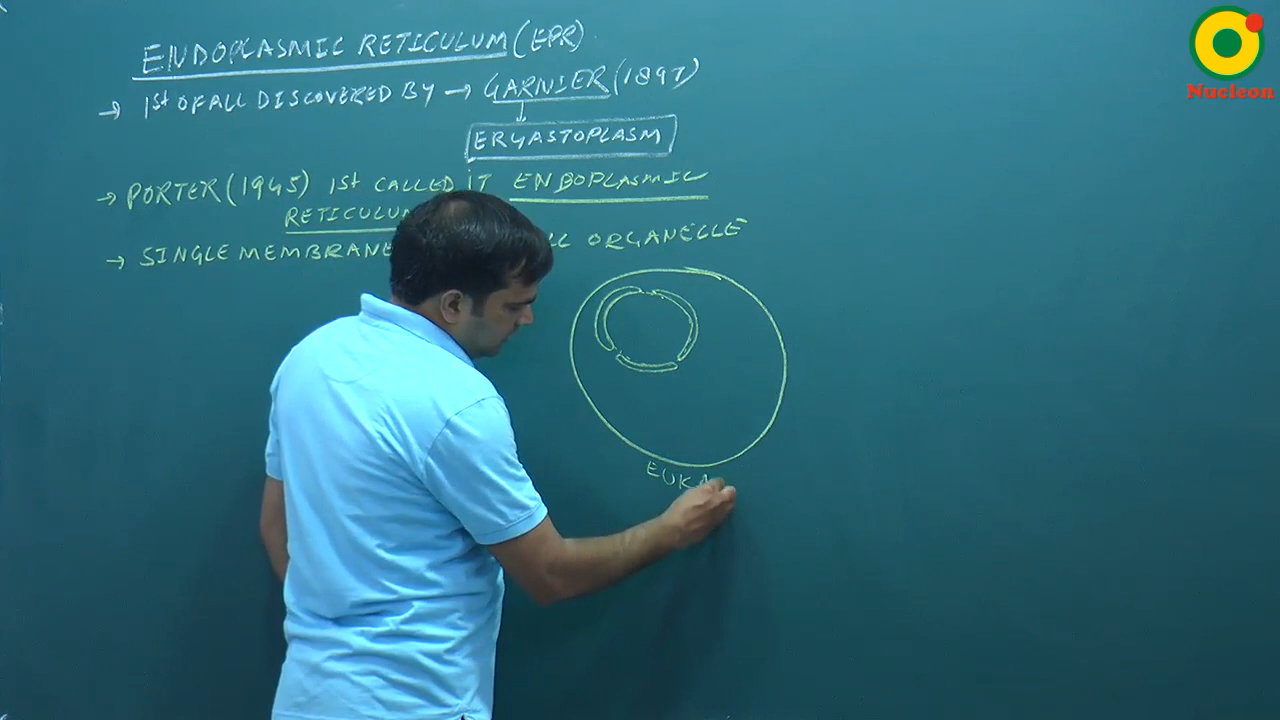 ENDOPLASMIC RETICULUM (EPR)
→ 1st OF ALL DISCOVERED BY → GARNIER (1897)
ERGASTOPLASM
→ PORTER (1945) 1st CALLED IT ENDOPLASMIC
RETICULUM
→ SINGLE MEMBRANE ORGANELLE
EUKA
Nucleon